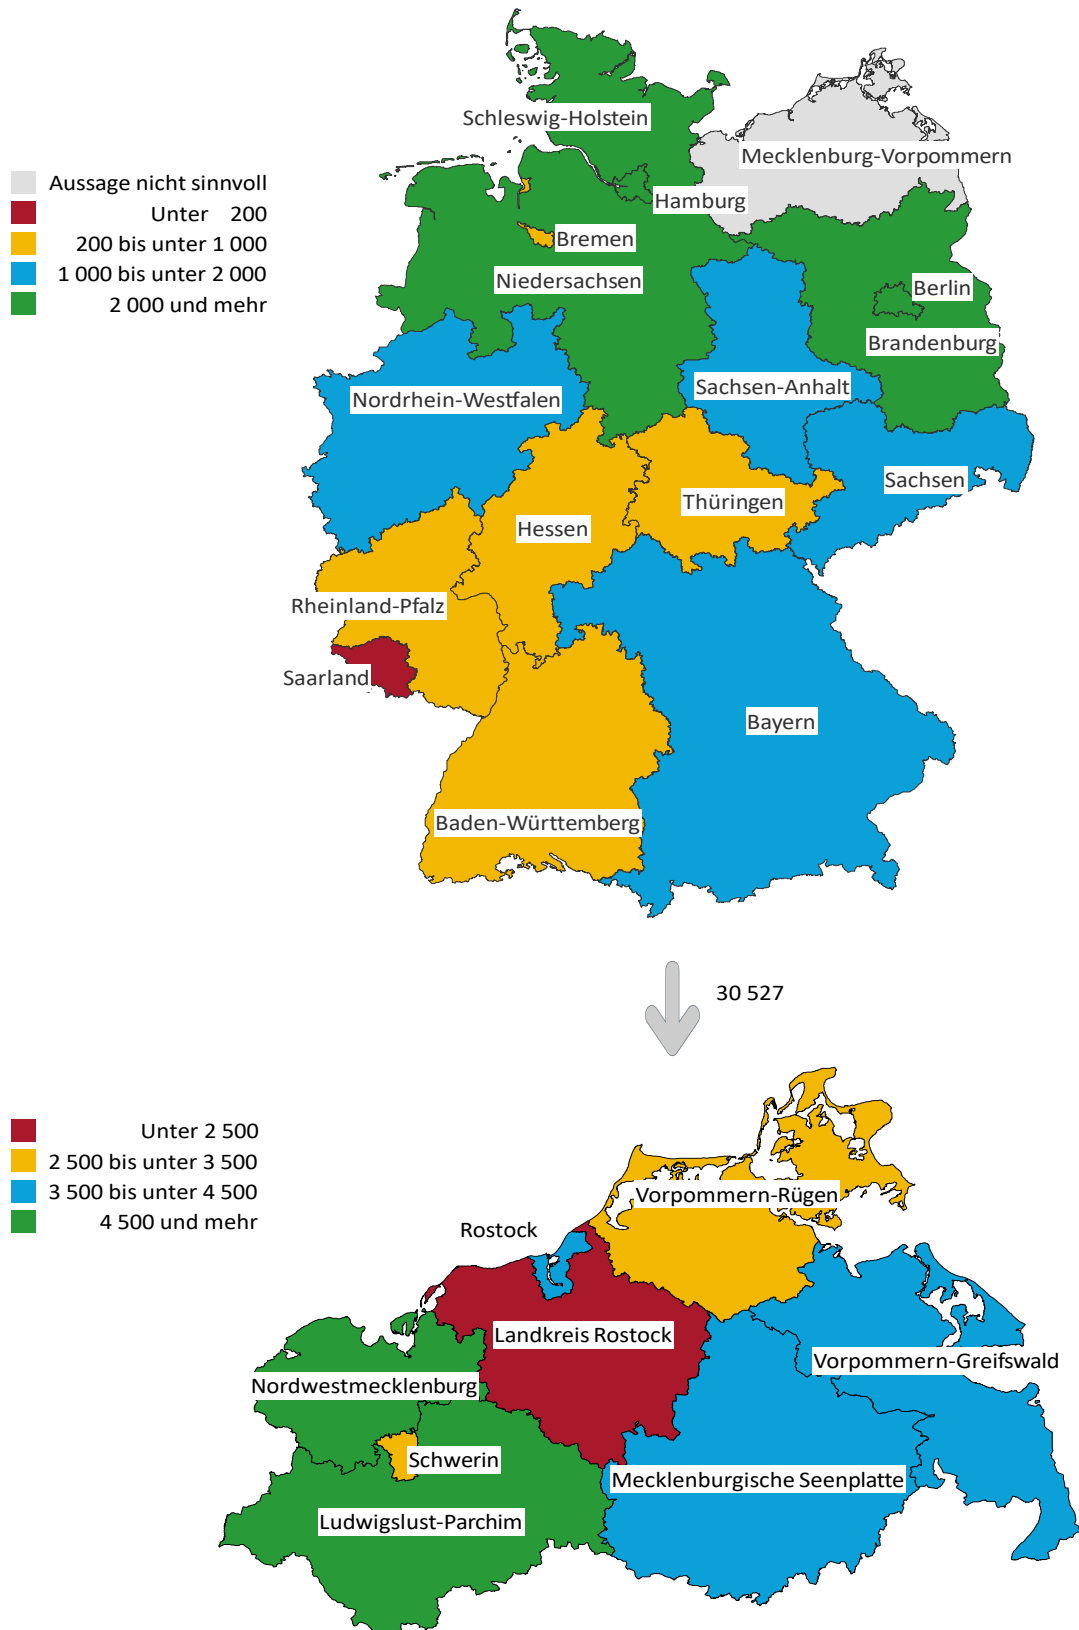 Schleswig-Holstein
Mecklenburg-Vorpommern
Aussage nicht sinnvoll
Unter 200
200 bis unter 1 000
1 000 bis unter 2 000
2 000 und mehr
Hamburg
Bremen
Niedersachsen
Berlin
Brandenburg
Nordrhein-Westfalen
Sachsen-Anhalt
Sachsen
Thüringen
Hessen
Rheinland-Pfalz
Saarland
Bayern
Baden-Württemberg
30 527
Unter 2 500
2 500 bis unter 3 500
3 500 bis unter 4 500
4 500 und mehr
Vorpommern-Rügen
Rostock
Landkreis Rostock
Vorpommern-Greifswald
Nordwestmecklenburg
Schwerin
Mecklenburgische Seenplatte
Ludwigslust-Parchim